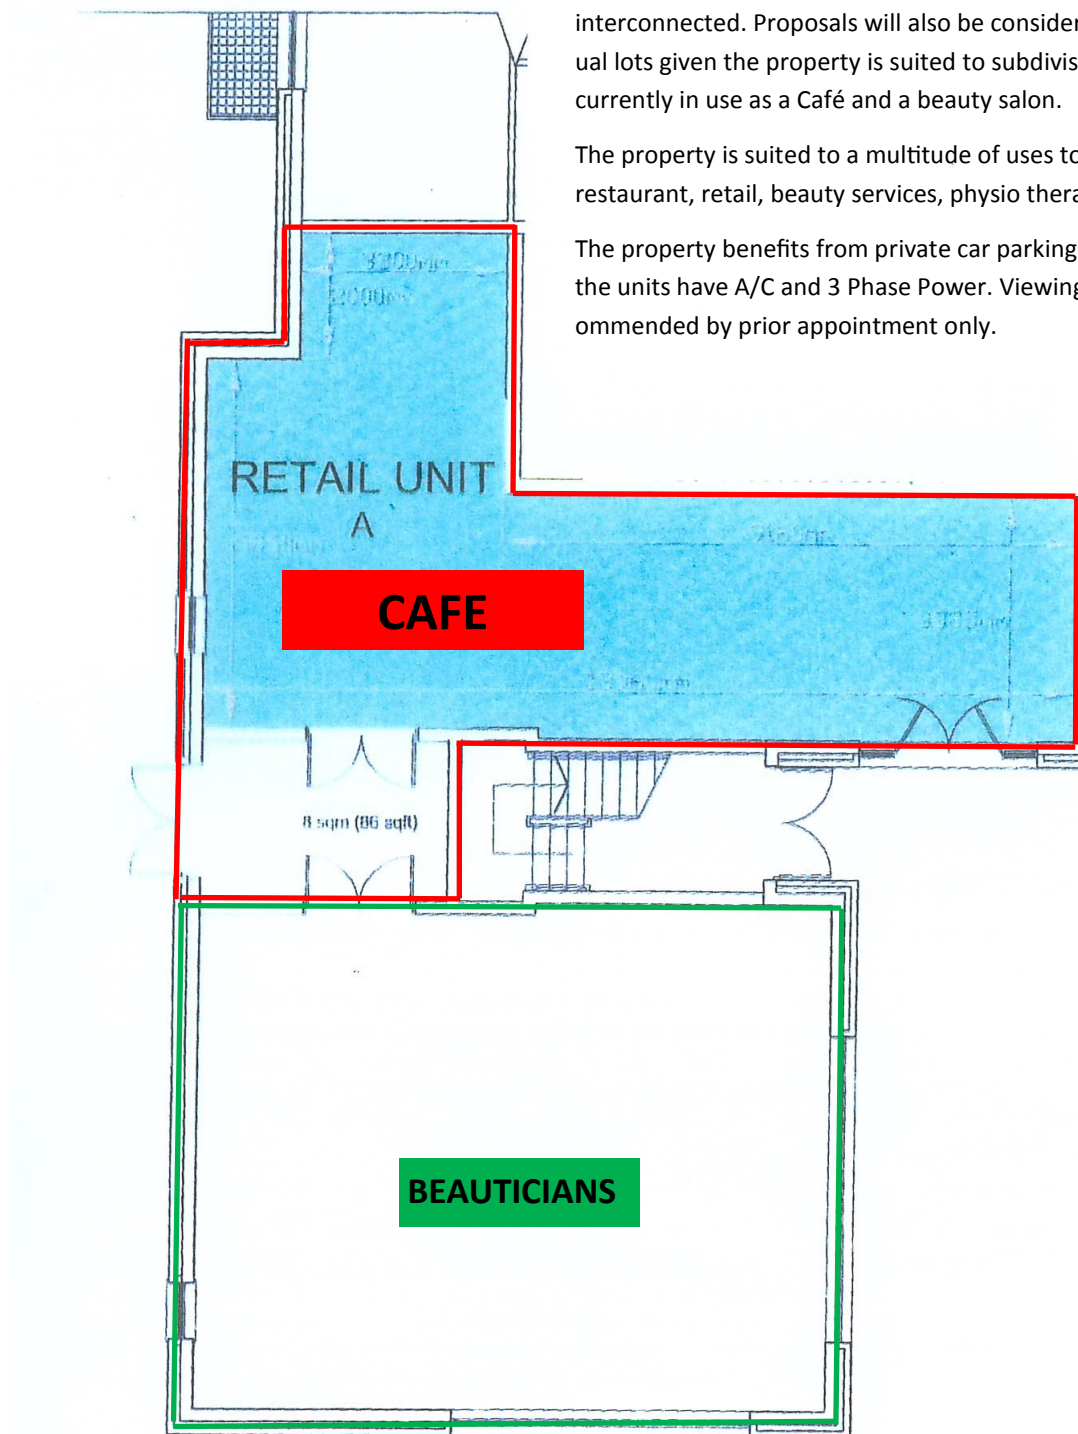 interconnected. Proposals will also be consider
ual lots given the property is suited to subdivis
currently in use as a Café and a beauty salon.
The property is suited to a multitude of uses to
restaurant, retail, beauty services, physio thera
The property benefits from private car parking
the units have A/C and 3 Phase Power. Viewing
ommended by prior appointment only.
RETAIL UNIT
A
CAFE
8 sqm (86 sqft)
BEAUTICIANS